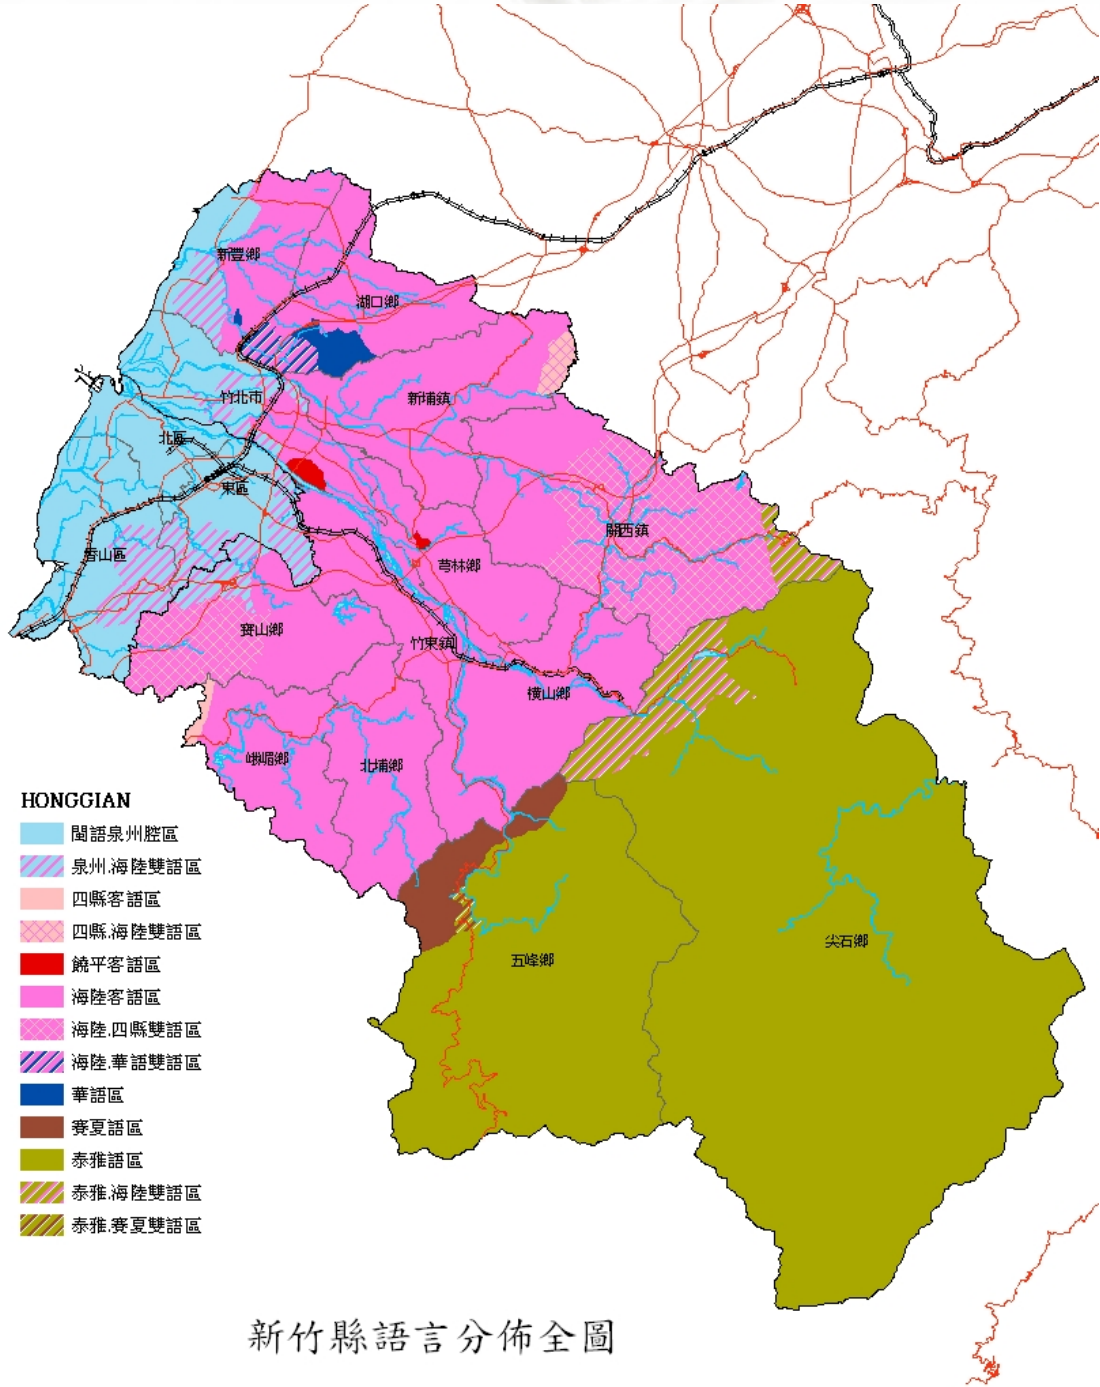 新豐鄉
湖口鄉
竹北市
新埔鎮
北區
東區
關西鎮
香山區
芎林鄉
寶山鄉
竹東鎮
橫山鄉
峨嵋鄉
北埔鄉
尖石鄉
五峰鄉
HONGGIAN
閩語泉州腔區
泉州.海陸雙語區
四縣客語區
四縣.海陸雙語區
饒平客語區
海陸客語區
海陸.四縣雙語區
海陸.華語雙語區
華語區
賽夏語區
泰雅語區
泰雅.海陸雙語區
泰雅.賽夏雙語區
新竹縣語言分佈全圖